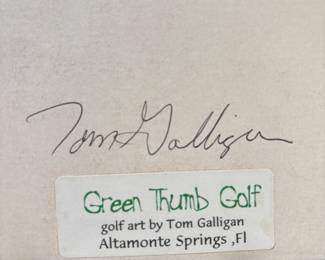 Tom Galligan
Green Thumb Golf
golf art by Tom Galligan
Altamonte Springs ,Fl